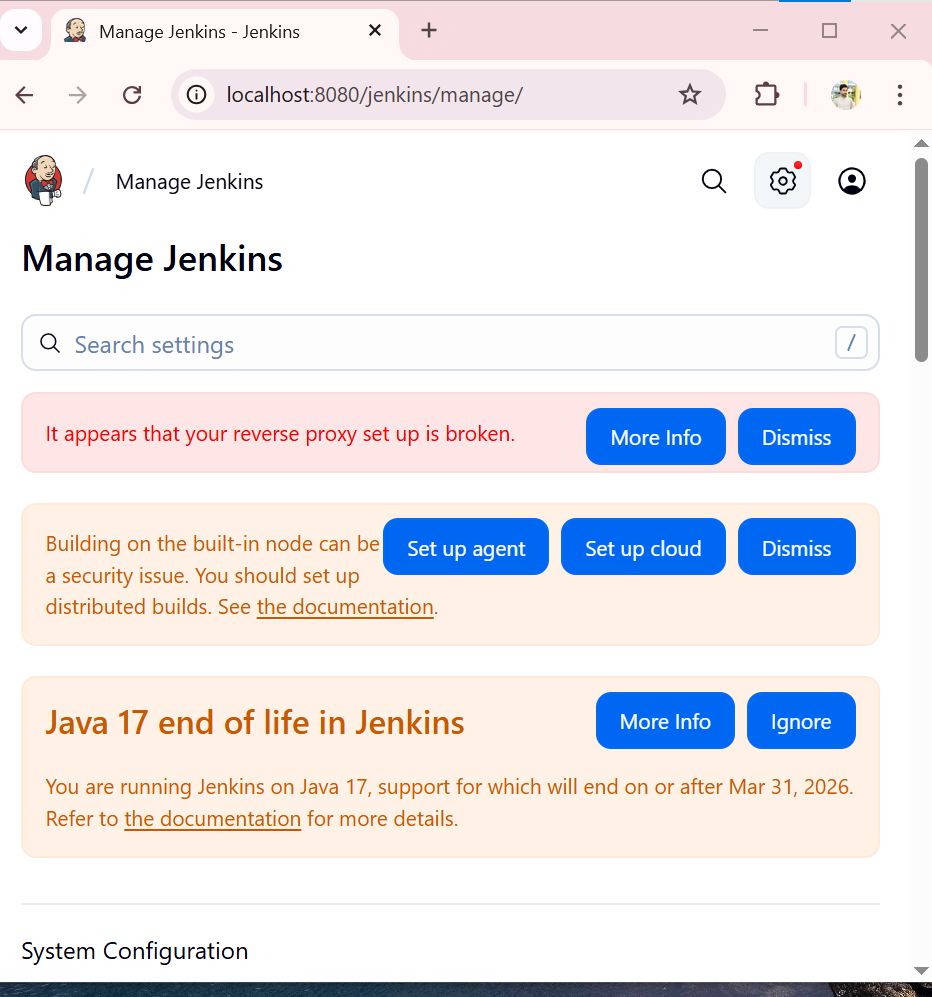 Manage Jenkins - Jenkins
localhost:8080/jenkins/manage/
/ Manage Jenkins
Manage Jenkins
Search settings /
It appears that your reverse proxy set up is broken. More Info Dismiss
Building on the built-in node can be Set up agent Set up cloud Dismiss
a security issue. You should set up
distributed builds. See the documentation.
Java 17 end of life in Jenkins More Info Ignore
You are running Jenkins on Java 17, support for which will end on or after Mar 31, 2026.
Refer to the documentation for more details.
System Configuration